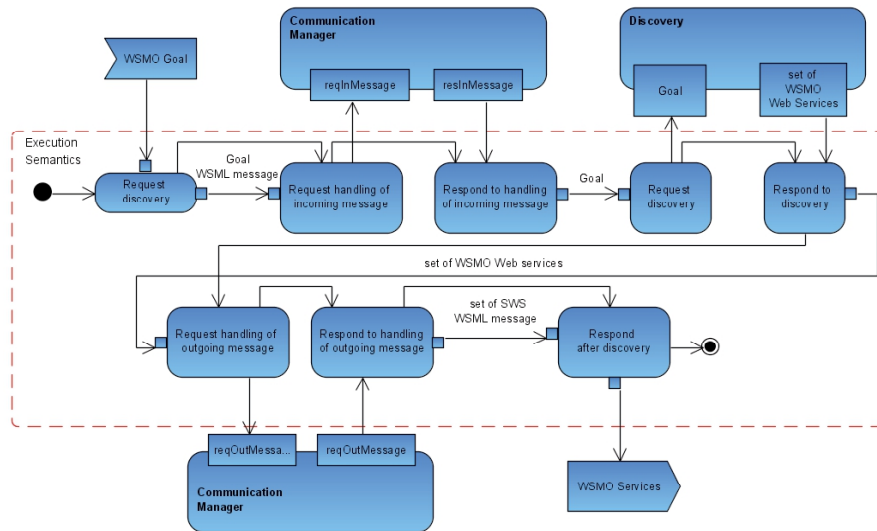 Communication
Manager
Discovery
WSMO Goal
reqInMessage
resInMessage
Goal
set of
WSMO
Web Services
Execution
Semantics
Goal
WSML message
Request
discovery
Request handling of
incoming message
Respond to handling
of incoming message
Goal
Request
discovery
Respond to
discovery
set of WSMO Web services
set of SWS
WSML message
Request handling of
outgoing message
Respond to handling
of outgoing message
Respond
after discovery
reqOutMessa...
reqOutMessage
Communication
Manager
WSMO Services